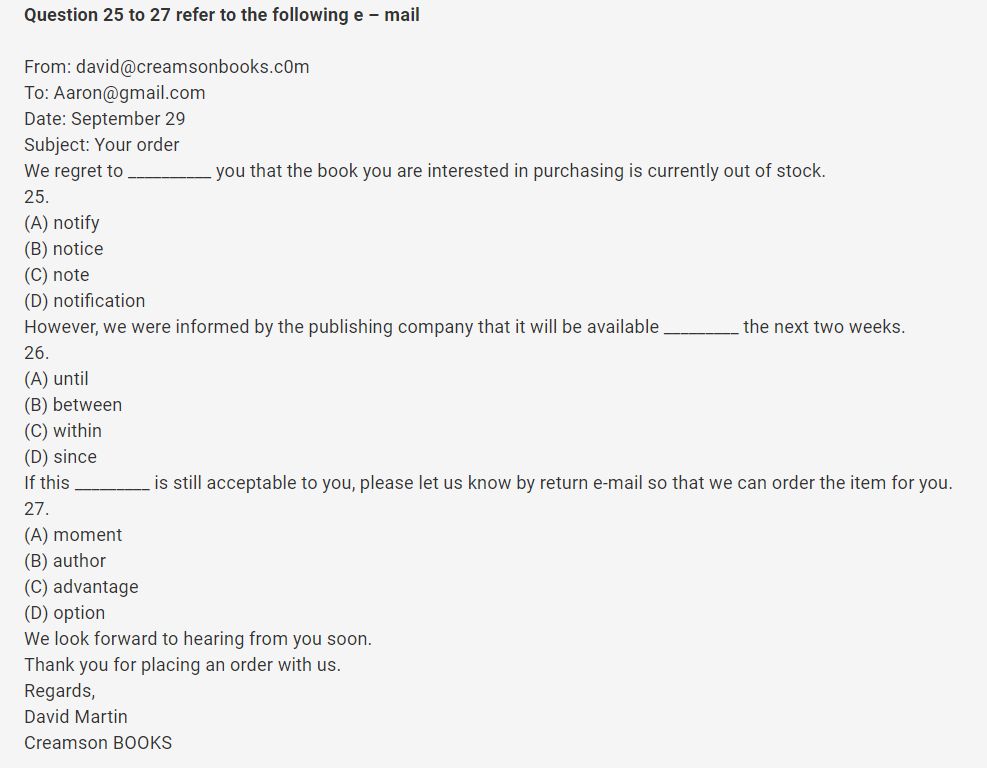 Question 25 to 27 refer to the following e – mail
From: david@creamsonbooks.c0m
To: Aaron@gmail.com
Date: September 29
Subject: Your order
We regret to __________ you that the book you are interested in purchasing is currently out of stock.
25.
(A) notify
(B) notice
(C) note
(D) notification
However, we were informed by the publishing company that it will be available _________ the next two weeks.
26.
(A) until
(B) between
(C) within
(D) since
If this _________ is still acceptable to you, please let us know by return e-mail so that we can order the item for you.
27.
(A) moment
(B) author
(C) advantage
(D) option
We look forward to hearing from you soon.
Thank you for placing an order with us.
Regards,
David Martin
Creamson BOOKS